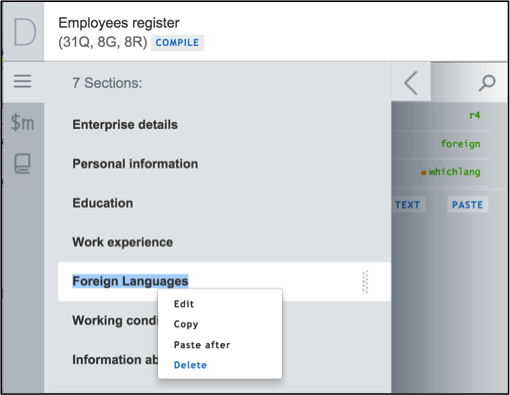 D
Employees register
(31Q, 8G, 8R) COMPILE
7 Sections:
$m
r4
Enterprise details
foreign
Personal information
whichlang
Education
TEXT PASTE
Work experience
Foreign Languages
Edit
Copy
Working condi
Paste after
Information ab
Delete